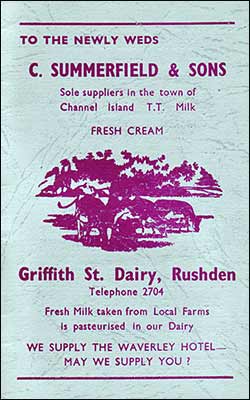 TO THE NEWLY WEDS
C. SUMMERFIELD & SONS
Sole suppliers in the town of
Channel Island T.T. Milk
FRESH CREAM
Griffith St. Dairy, Rushden
Telephone 2704
Fresh Milk taken from Local Farms
is pasteurised in our Dairy
WE SUPPLY THE WAVERLEY HOTEL—
MAY WE SUPPLY YOU ?